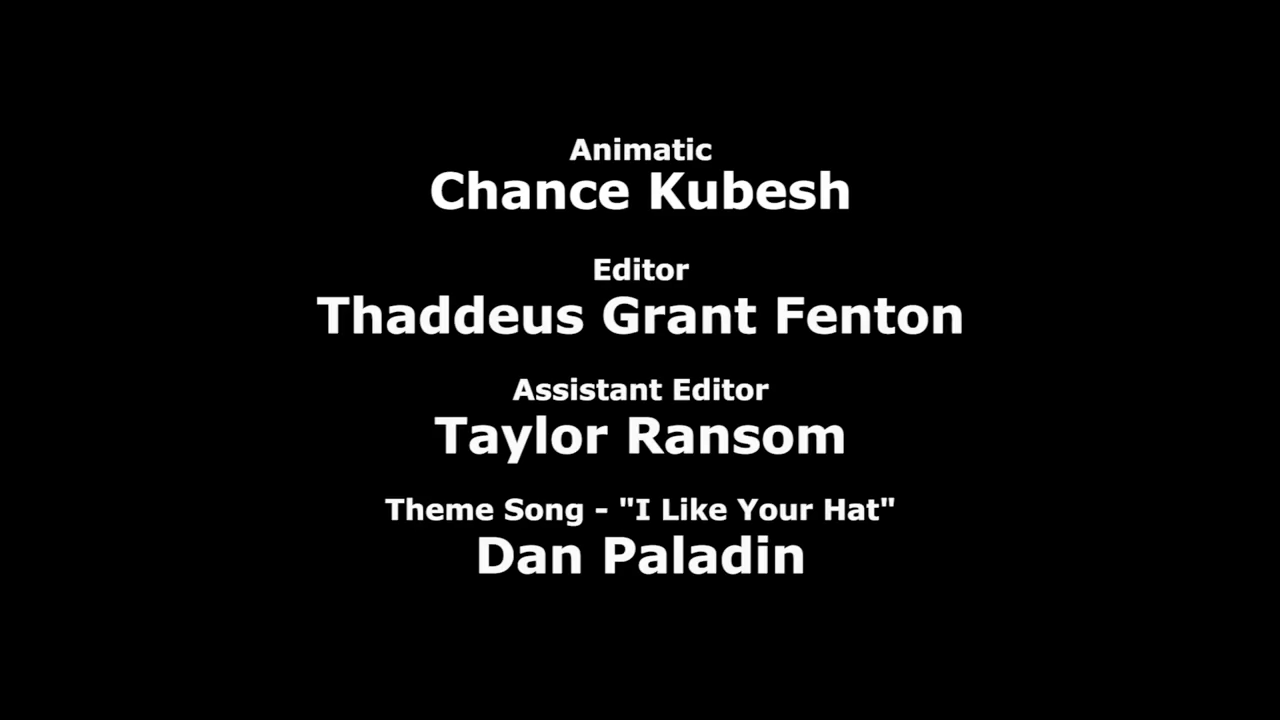 Animatic
Chance Kubesh
Editor
Thaddeus Grant Fenton
Assistant Editor
Taylor Ransom
Theme Song - "I Like Your Hat"
Dan Paladin